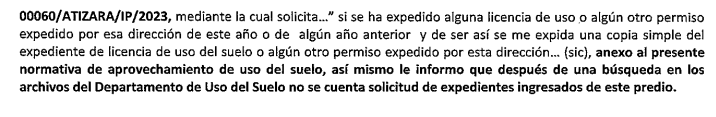 00060/ATIZARA/IP/2023, mediante la cual solicita..." si se ha expedido alguna licencia de uso o algún otro permiso
expedido por esa dirección de este año o de algún año anterior y de ser así se me expida una copia simple del
expediente de licencia de uso del suelo o algún otro permiso expedido por esta dirección... (sic), anexo al presente
normativa de aprovechamiento de uso del suelo, así mismo le informo que después de una búsqueda en los
archivos del Departamento de Uso del Suelo no se cuenta solicitud de expedientes ingresados de este predio.